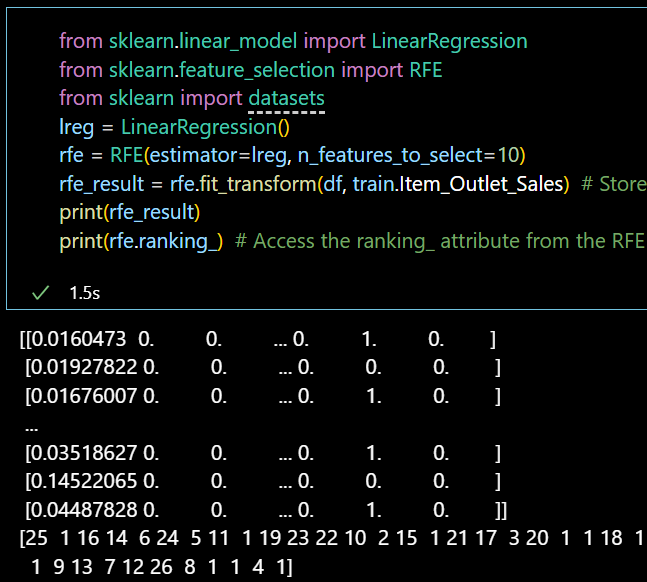 from sklearn.linear_model import LinearRegression
from sklearn.feature_selection import RFE
from sklearn import datasets
lreg = LinearRegression()
rfe = RFE(estimator=lreg, n_features_to_select=10)
rfe_result = rfe.fit_transform(df, train.Item_Outlet_Sales)  # Store
print(rfe_result)
print(rfe.ranking_)  # Access the ranking_ attribute from the RFE
1.5s
[[0.0160473  0.         0.         ... 0.         1.         0.        ]
 [0.01927822 0.         0.         ... 0.         0.         0.        ]
 [0.01676007 0.         0.         ... 0.         1.         0.        ]
 ...
 [0.03518627 0.         0.         ... 0.         1.         0.        ]
 [0.14522065 0.         0.         ... 0.         0.         0.        ]
 [0.04487828 0.         0.         ... 0.         1.         0.        ]]
[25  1 16 14  6 24  5 11  1 19 23 22 10  2 15  1 21 17  3 20  1  1 18  1
  1  9 13  7 12 26  8  1  1  4  1]